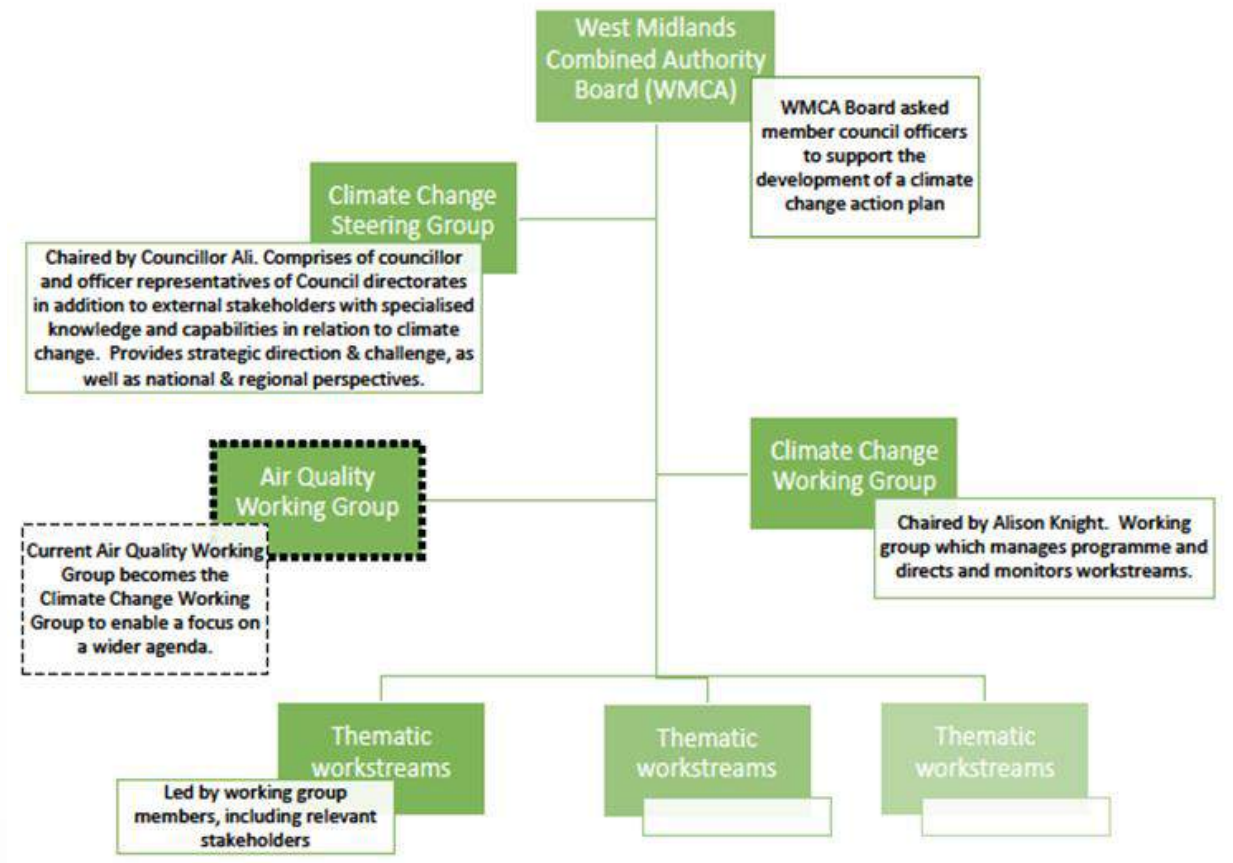 West Midlands
Combined Authority
Board (WMCA)
WMCA Board asked
member council officers
to support the
development of a climate
change action plan
Climate Change
Steering Group
Chaired by Councillor Ali. Comprises of councillor
and officer representatives of Council directorates
in addition to external stakeholders with specialised
knowledge and capabilities in relation to climate
change. Provides strategic direction & challenge, as
well as national & regional perspectives.
Air Quality
Working Group
Current Air Quality Working
Group becomes the
Climate Change Working
Group to enable a focus on
a wider agenda.
Climate Change
Working Group
Chaired by Alison Knight. Working
group which manages programme and
directs and monitors workstreams.
Thematic
workstreams
Led by working group
members, including relevant
stakeholders
Thematic
workstreams
Thematic
workstreams